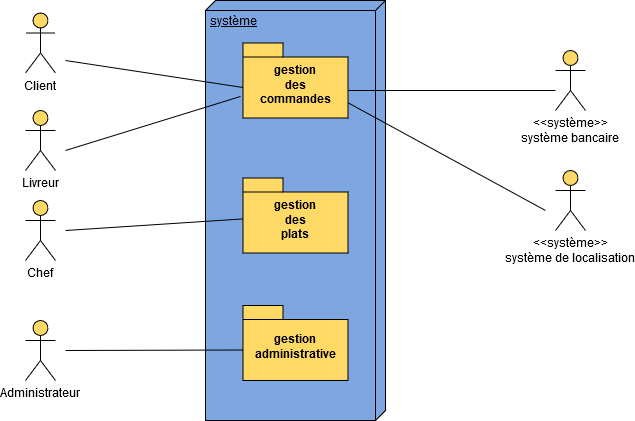 système
Client
gestion
des
commandes
<<système>>
système bancaire
Livreur
gestion
des
plats
Chef
<<système>>
système de localisation
gestion
administrative
Administrateur